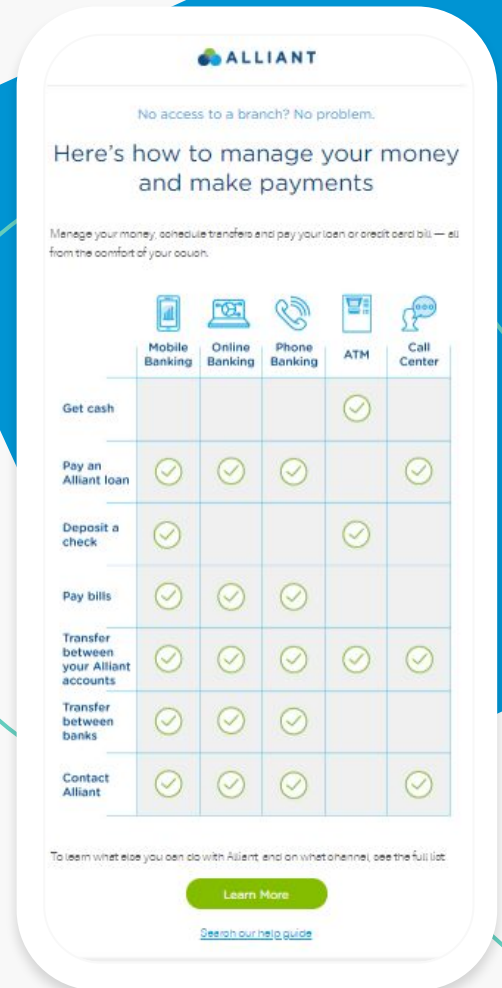 ALLIANT
No access to a branch? No problem.
Here's how to manage your money
and make payments
Manage your money, schedule transfers and pay your loan or credit card bill — all
from the comfort of your couch.
Mobile Banking
Online Banking
Phone Banking
ATM
Call Center
Get cash
Pay an
Alliant loan
Deposit a
check
Pay bills
Transfer
between
your Alliant
accounts
Transfer
between
banks
Contact
Alliant
To learn what else you can do with Alliant, and on what channel, see the full list
Learn More
Search our help guide